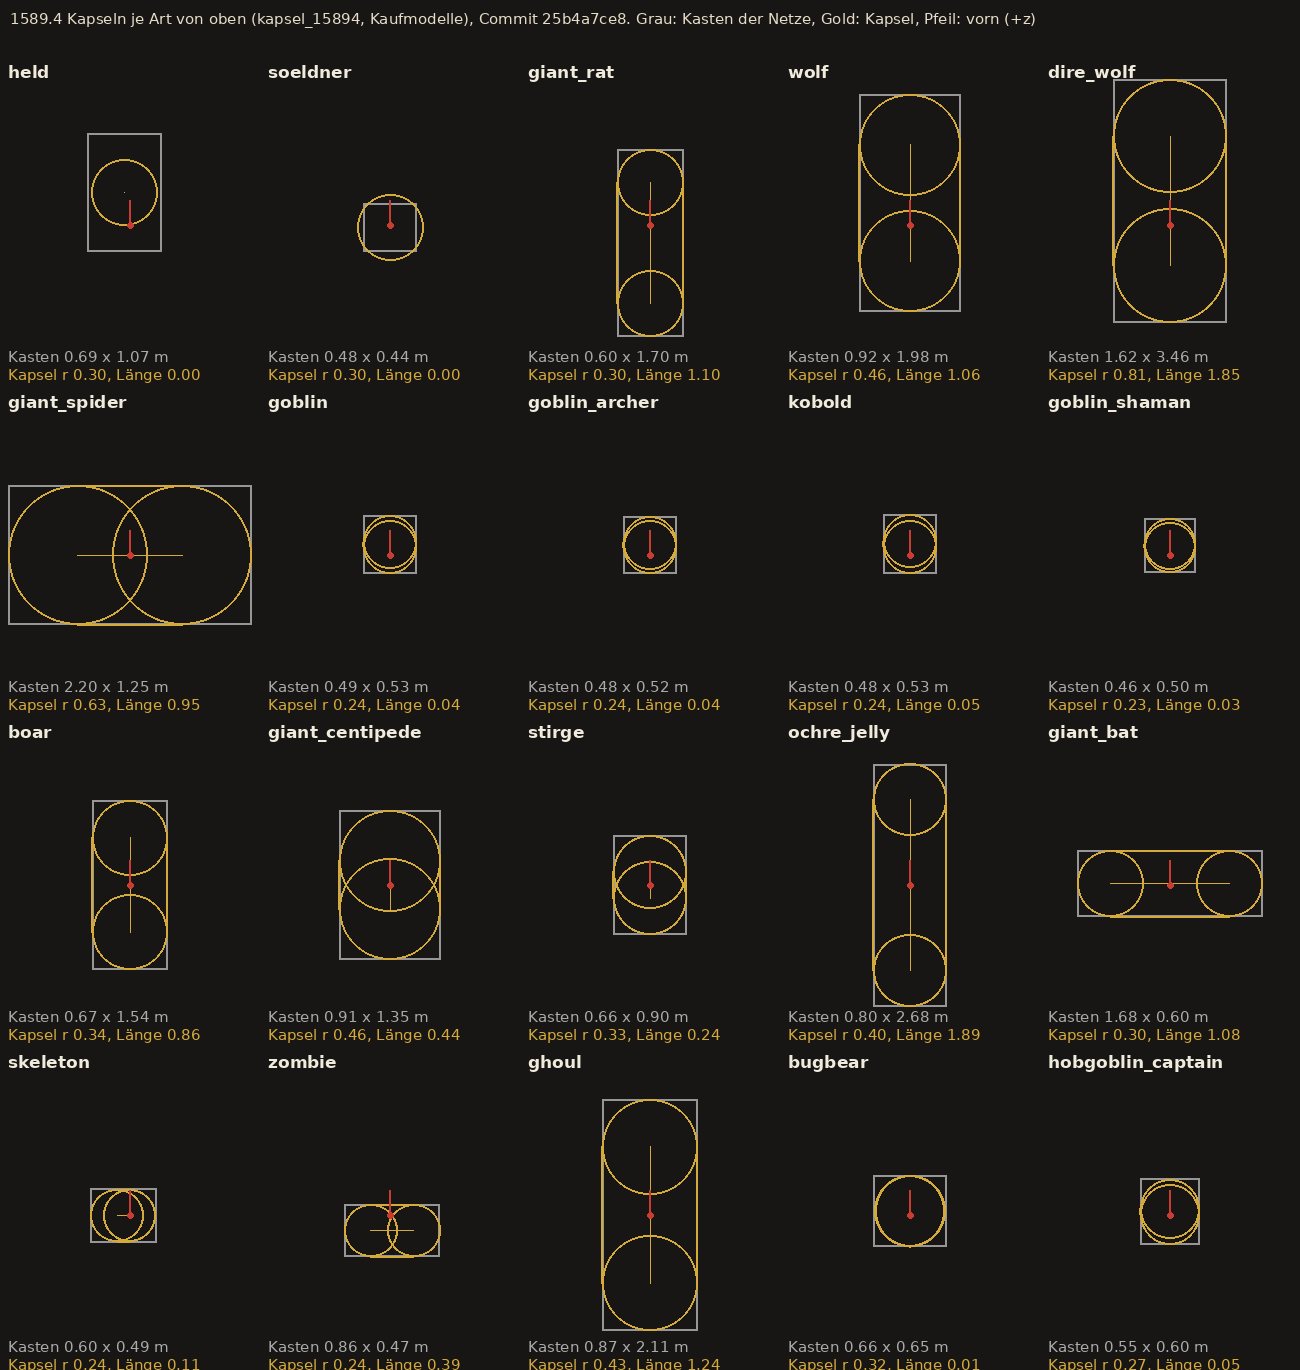 1589.4 Kapseln je Art von oben (kapsel_15894, Kaufmodelle), Commit 25b4a7ce8. Grau: Kasten der Netze, Gold: Kapsel, Pfeil: vorn (+z)
held soeldner giant_rat wolf dire_wolf
Kasten 0.69 x 1.07 m Kasten 0.48 x 0.44 m Kasten 0.60 x 1.70 m Kasten 0.92 x 1.98 m Kasten 1.62 x 3.46 m
Kapsel r 0.30, Länge 0.00 Kapsel r 0.30, Länge 0.00 Kapsel r 0.30, Länge 1.10 Kapsel r 0.46, Länge 1.06 Kapsel r 0.81, Länge 1.85
giant_spider goblin goblin_archer kobold goblin_shaman
Kasten 2.20 x 1.25 m Kasten 0.49 x 0.53 m Kasten 0.48 x 0.52 m Kasten 0.48 x 0.53 m Kasten 0.46 x 0.50 m
Kapsel r 0.63, Länge 0.95 Kapsel r 0.24, Länge 0.04 Kapsel r 0.24, Länge 0.04 Kapsel r 0.24, Länge 0.05 Kapsel r 0.23, Länge 0.03
boar giant_centipede stirge ochre_jelly giant_bat
Kasten 0.67 x 1.54 m Kasten 0.91 x 1.35 m Kasten 0.66 x 0.90 m Kasten 0.80 x 2.68 m Kasten 1.68 x 0.60 m
Kapsel r 0.34, Länge 0.86 Kapsel r 0.46, Länge 0.44 Kapsel r 0.33, Länge 0.24 Kapsel r 0.40, Länge 1.89 Kapsel r 0.30, Länge 1.08
skeleton zombie ghoul bugbear hobgoblin_captain
Kasten 0.60 x 0.49 m Kasten 0.86 x 0.47 m Kasten 0.87 x 2.11 m Kasten 0.66 x 0.65 m Kasten 0.55 x 0.60 m
Kapsel r 0.24, Länge 0.11 Kapsel r 0.24, Länge 0.39 Kapsel r 0.43, Länge 1.24 Kapsel r 0.32, Länge 0.01 Kapsel r 0.27, Länge 0.05